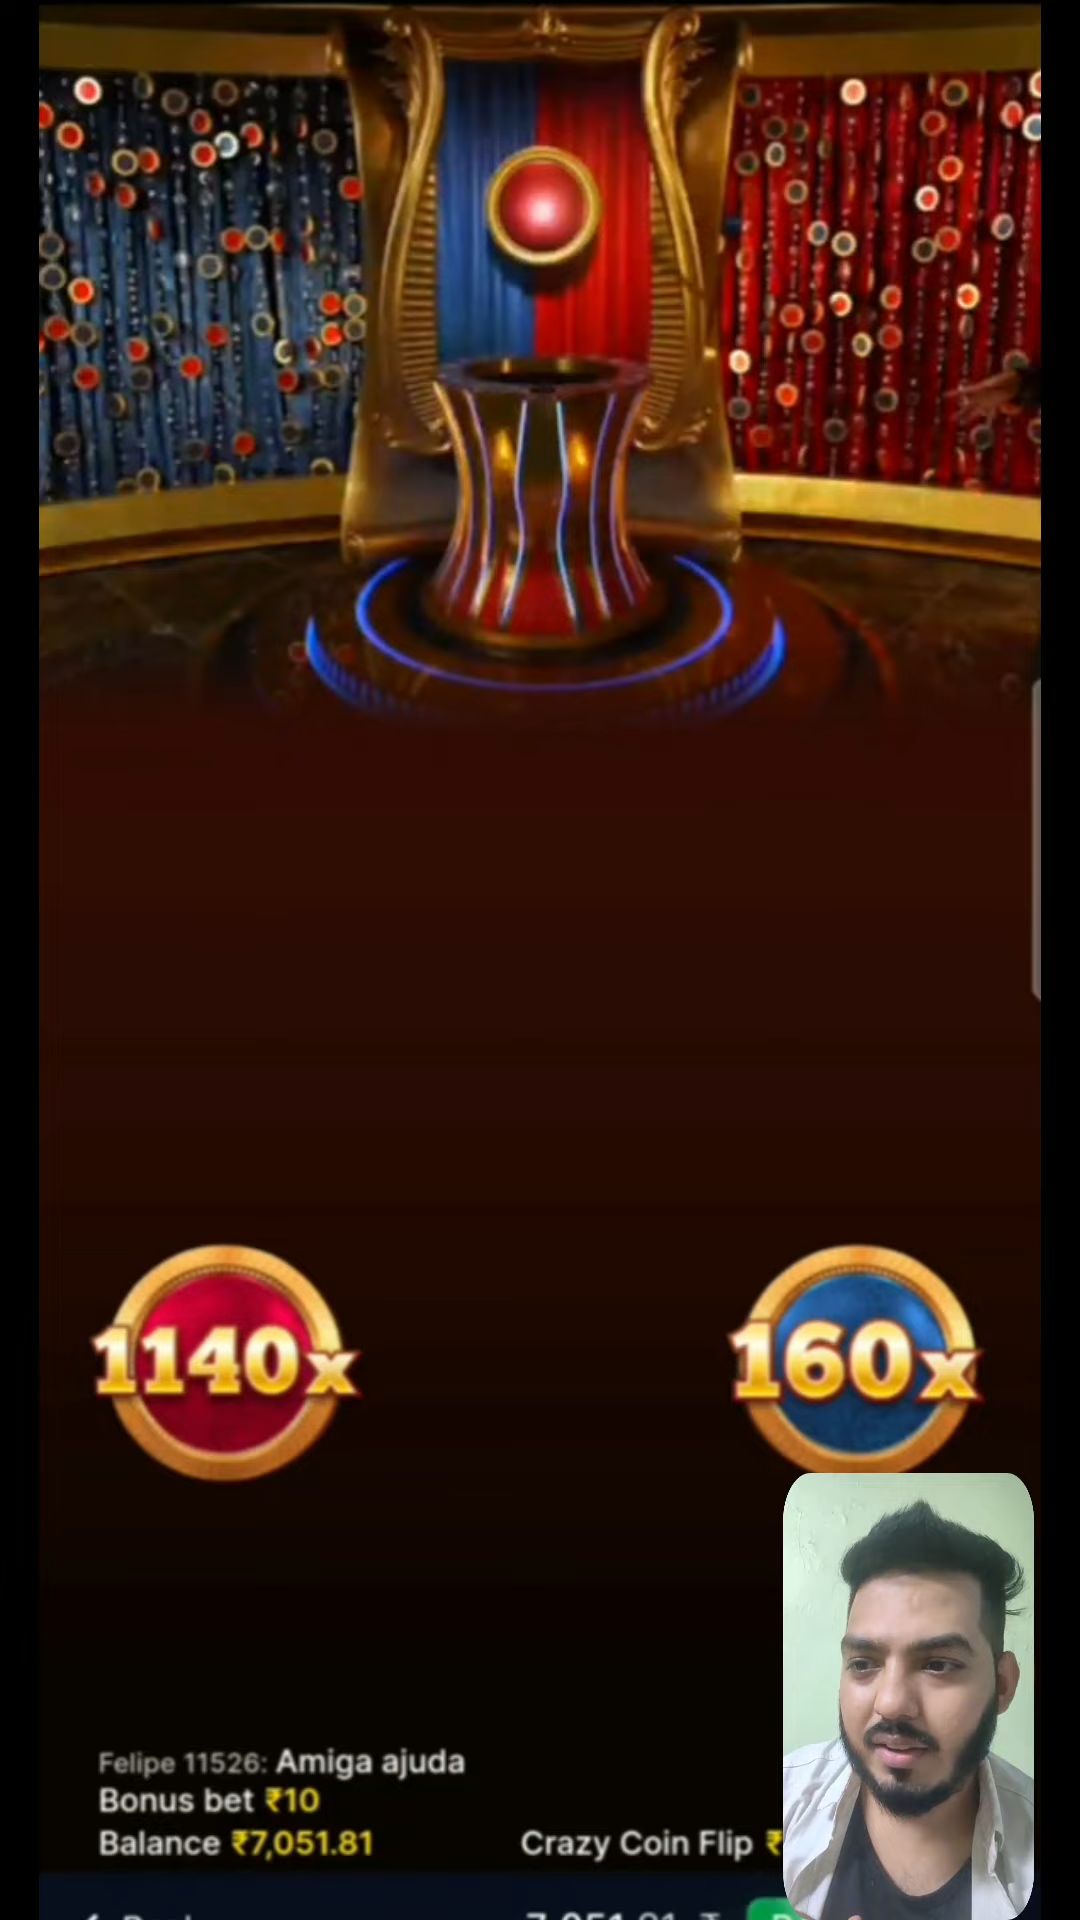 1140x
160x
Felipe 11526: Amiga ajuda
Bonus bet ₹10
Balance ₹7,051.81
Crazy Coin Flip ₹